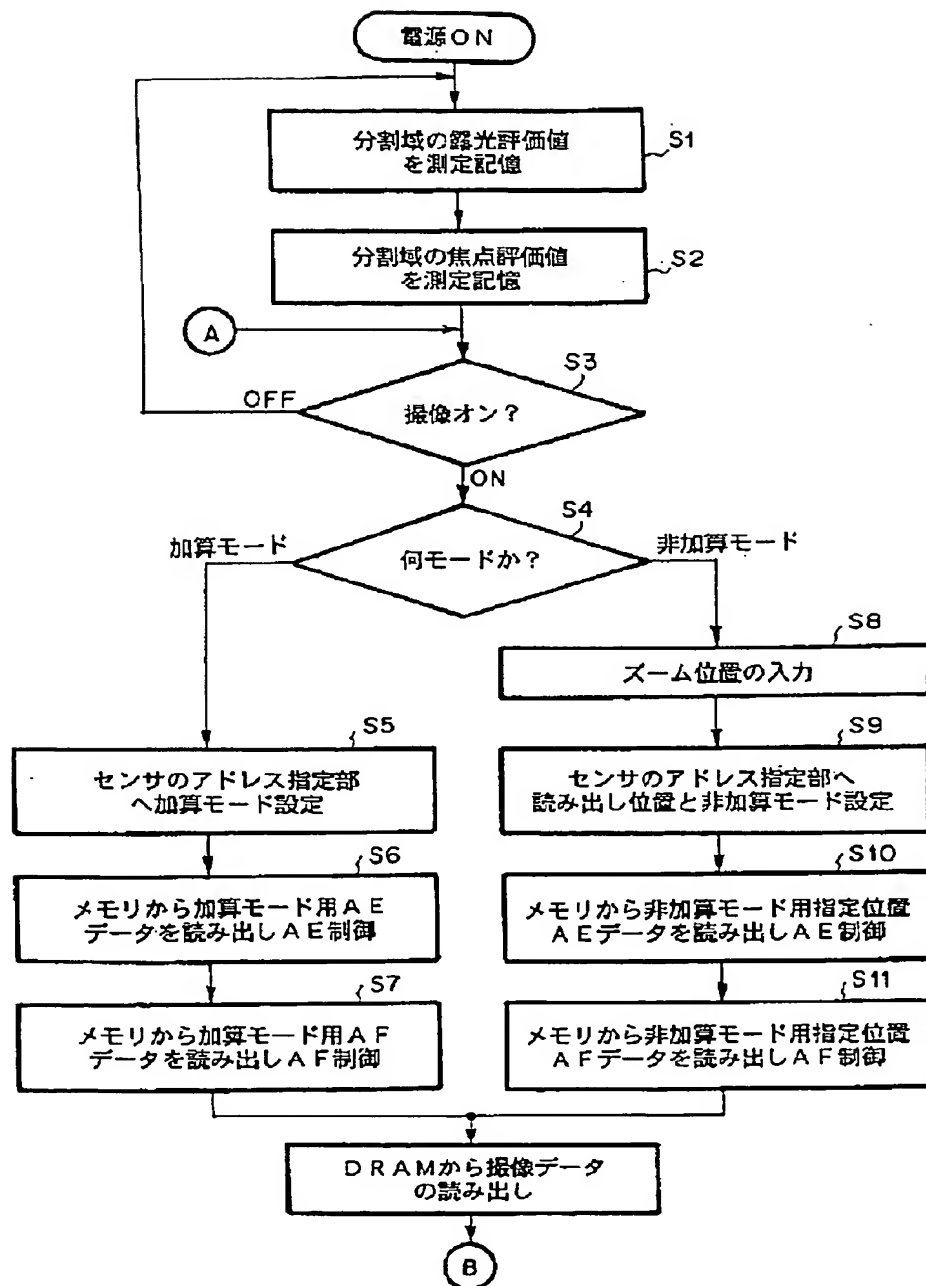 電源ON
分割域の露光評価値
を測定記憶
S1
分割域の焦点評価値
を測定記憶
S2
A
S3
OFF
撮像オン?
ON
S4
加算モード
何モードか?
非加算モード
S8
ズーム位置の入力
S5
センサのアドレス指定部
へ加算モード設定
S9
センサのアドレス指定部へ
読み出し位置と非加算モード設定
S6
メモリから加算モード用AE
データを読み出しAE制御
S10
メモリから非加算モード用指定位置
AEデータを読み出しAE制御
S7
メモリから加算モード用AF
データを読み出しAF制御
S11
メモリから非加算モード用指定位置
AFデータを読み出しAF制御
DRAMから撮像データ
の読み出し
B